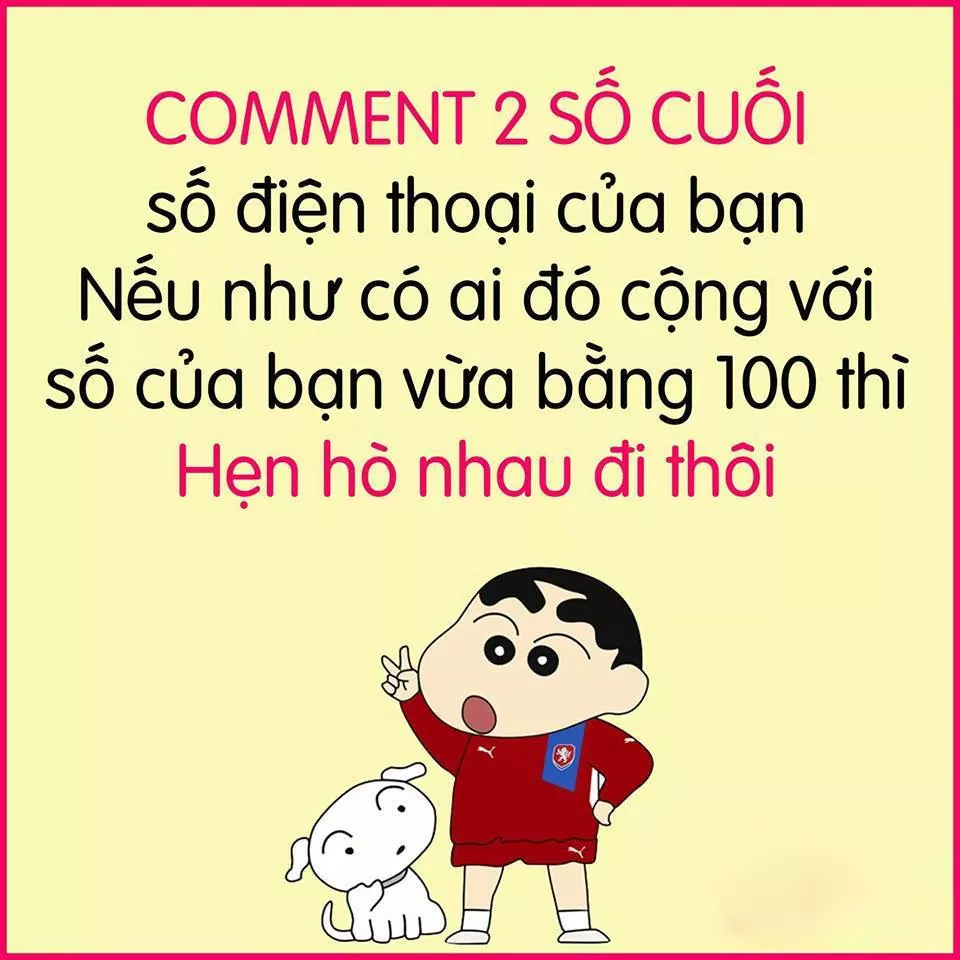 COMMENT 2 SỐ CUỐI
số điện thoại của bạn
Nếu như có ai đó cộng với
số của bạn vừa bằng 100 thì
Hẹn hò nhau đi thôi